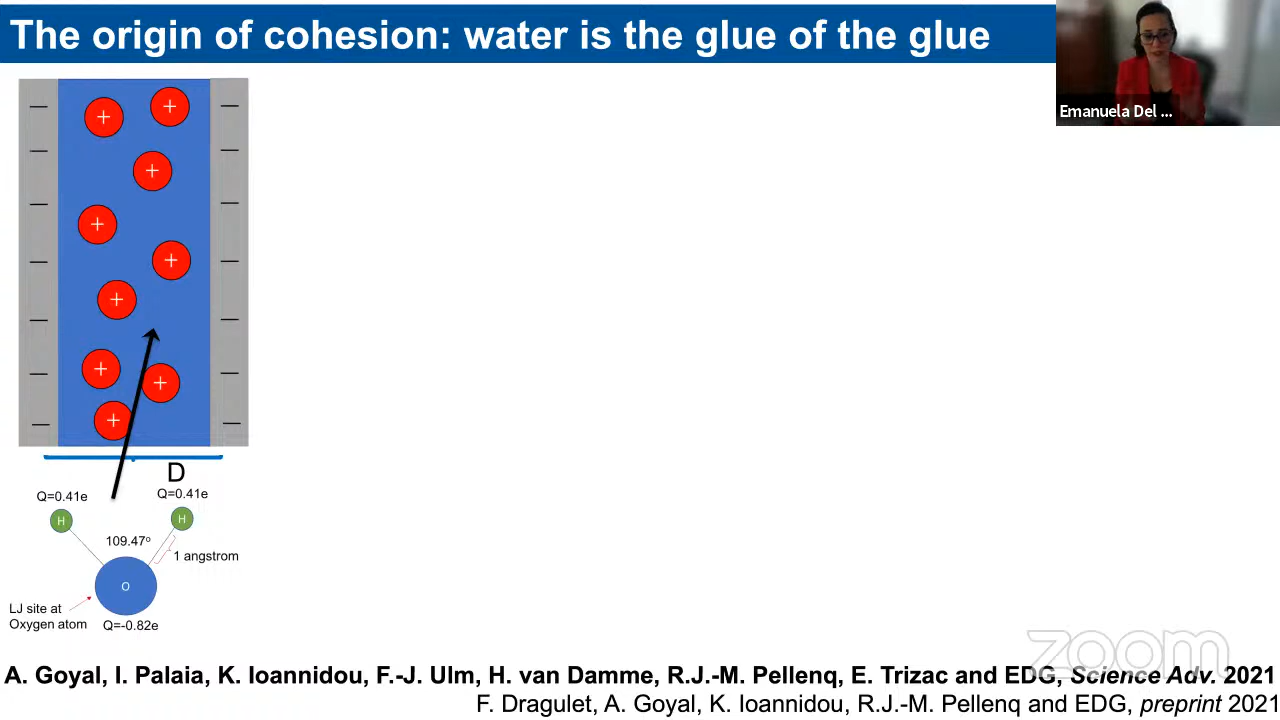 The origin of cohesion: water is the glue of the glue
Emanuela Del ...
+ +
+
+
+
+
+
+
+
D
Q=0.41e Q=0.41e
H H
109.47º
1 angstrom
O
LJ site at
Oxygen atom
Q=-0.82e
zoom
A. Goyal, I. Palaia, K. Ioannidou, F.-J. Ulm, H. van Damme, R.J.-M. Pellenq, E. Trizac and EDG, Science Adv. 2021
F. Dragulet, A. Goyal, K. Ioannidou, R.J.-M. Pellenq and EDG, preprint 2021